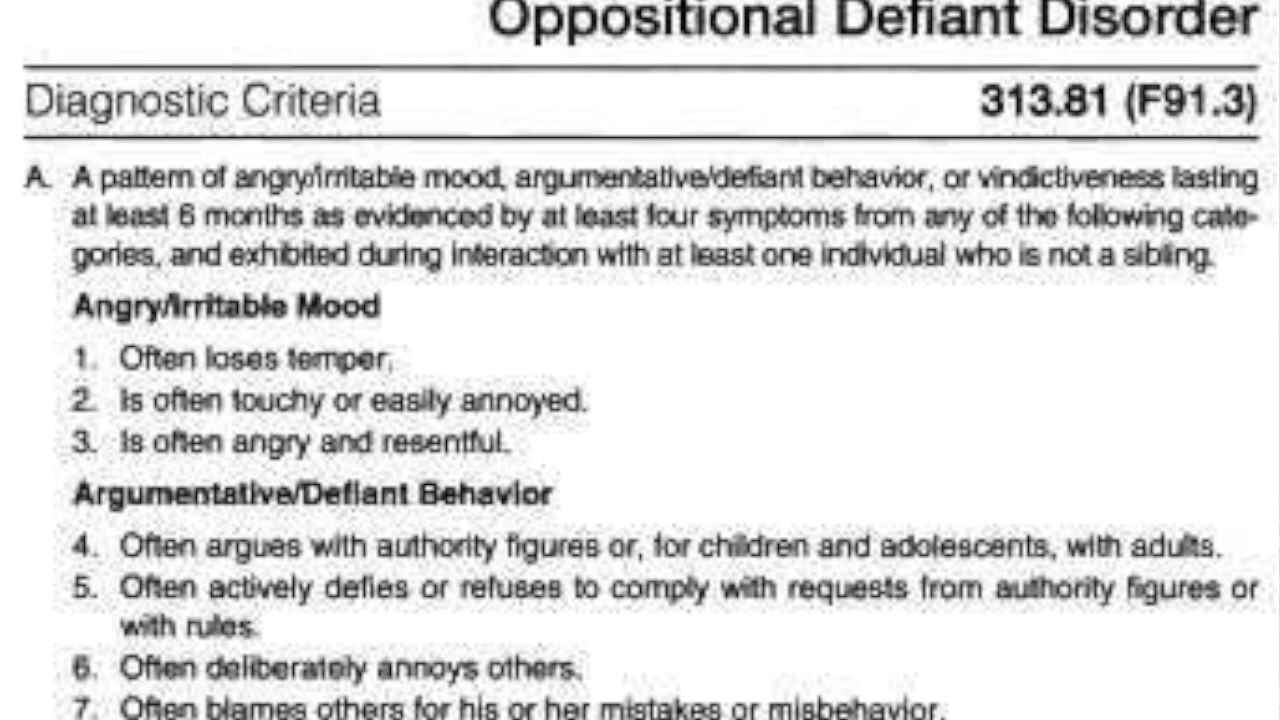 Oppositional Defiant Disorder
Diagnostic Criteria 313.81 (F91.3)
A. A pattern of angry/irritable mood, argumentative/defiant behavior, or vindictiveness lasting
at least 6 months as evidenced by at least four symptoms from any of the following cate-
gories, and exhibited during interaction with at least one individual who is not a sibling.
Angry/Irritable Mood
1. Often loses temper.
2. Is often touchy or easily annoyed.
3. Is often angry and resentful.
Argumentative/Defiant Behavior
4. Often argues with authority figures or, for children and adolescents, with adults.
5. Often actively defies or refuses to comply with requests from authority figures or
with rules.
6. Often deliberately annoys others.
7. Often blames others for his or her mistakes or misbehavior.